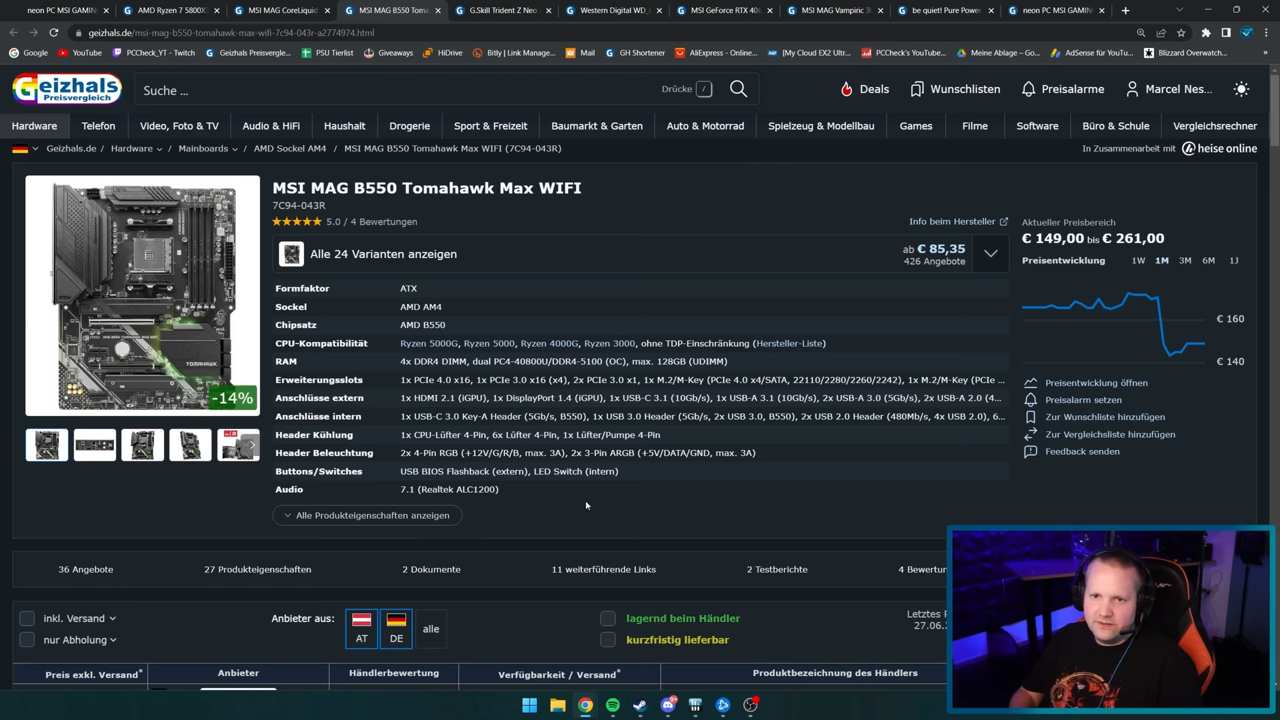 neon PC MSI GAMIN
AMD Ryzen 7 5800X
MSI MAG CoreLiquid
MSI MAG B550 Toma
G.Skill Trident Z Neo
Western Digital WD_
MSI GeForce RTX 406
MSI MAG Vampiric 3
be quiet! Pure Power
neon PC MSI GAMIN
geizhals.de/msi-mag-b550-tomahawk-max-wifi-7c94-043r-a2774974.html
Google
YouTube
PCCheck_YT - Twitch
Geizhals Preisvergle...
PSU Tierlist
Giveaways
HiDrive
Bitly | Link Manage...
Mail
GH Shortener
AliExpress - Online...
[My Cloud EX2 Ultr...
PCCheck's YouTube...
Meine Ablage – Go...
AdSense für YouTu...
Blizzard Overwatch...
Geizhals
Preisvergleich
Suche ...
Drücke /
Deals
Wunschlisten
Preisalarme
Marcel Nes...
Hardware
Telefon
Video, Foto & TV
Audio & HiFi
Haushalt
Drogerie
Sport & Freizeit
Baumarkt & Garten
Auto & Motorrad
Spielzeug & Modellbau
Games
Filme
Software
Büro & Schule
Vergleichsrechner
Geizhals.de / Hardware / Mainboards / AMD Sockel AM4 / MSI MAG B550 Tomahawk Max WIFI (7C94-043R)
In Zusammenarbeit mit heise online
MSI MAG B550 Tomahawk Max WIFI
7C94-043R
5.0 / 4 Bewertungen
Info beim Hersteller
Alle 24 Varianten anzeigen
ab € 85,35
426 Angebote
Formfaktor ATX
Sockel AMD AM4
Chipsatz AMD B550
CPU-Kompatibilität Ryzen 5000G, Ryzen 5000, Ryzen 4000G, Ryzen 3000, ohne TDP-Einschränkung (Hersteller-Liste)
RAM 4x DDR4 DIMM, dual PC4-40800U/DDR4-5100 (OC), max. 128GB (UDIMM)
Erweiterungsslots 1x PCIe 4.0 x16, 1x PCIe 3.0 x16 (x4), 2x PCIe 3.0 x1, 1x M.2/M-Key (PCIe 4.0 x4/SATA, 22110/2280/2260/2242), 1x M.2/M-Key (PCIe ...
Anschlüsse extern 1x HDMI 2.1 (iGPU), 1x DisplayPort 1.4 (iGPU), 1x USB-C 3.1 (10Gb/s), 1x USB-A 3.1 (10Gb/s), 2x USB-A 3.0 (5Gb/s), 2x USB-A 2.0 (4...
Anschlüsse intern 1x USB-C 3.0 Key-A Header (5Gb/s, B550), 1x USB 3.0 Header (5Gb/s, 2x USB 3.0, B550), 2x USB 2.0 Header (480Mb/s, 4x USB 2.0), 6...
Header Kühlung 1x CPU-Lüfter 4-Pin, 6x Lüfter 4-Pin, 1x Lüfter/Pumpe 4-Pin
Header Beleuchtung 2x 4-Pin RGB (+12V/G/R/B, max. 3A), 2x 3-Pin ARGB (+5V/DATA/GND, max. 3A)
Buttons/Switches USB BIOS Flashback (extern), LED Switch (intern)
Audio 7.1 (Realtek ALC1200)
Alle Produkteigenschaften anzeigen
TOMAHAWK
-14%
Aktueller Preisbereich
€ 149,00 bis € 261,00
Preisentwicklung 1W 1M 3M 6M 1J
€ 160
€ 140
Preisentwicklung öffnen
Preisalarm setzen
Zur Wunschliste hinzufügen
Zur Vergleichsliste hinzufügen
Feedback senden
36 Angebote
27 Produkteigenschaften
2 Dokumente
11 weiterführende Links
2 Testberichte
4 Bewertun
inkl. Versand
nur Abholung
Anbieter aus:
AT
DE
alle
lagernd beim Händler
kurzfristig lieferbar
Letztes
27.06.2
Preis exkl. Versand*
Anbieter
Händlerbewertung
Verfügbarkeit / Versand*
Produktbezeichnung des Händlers